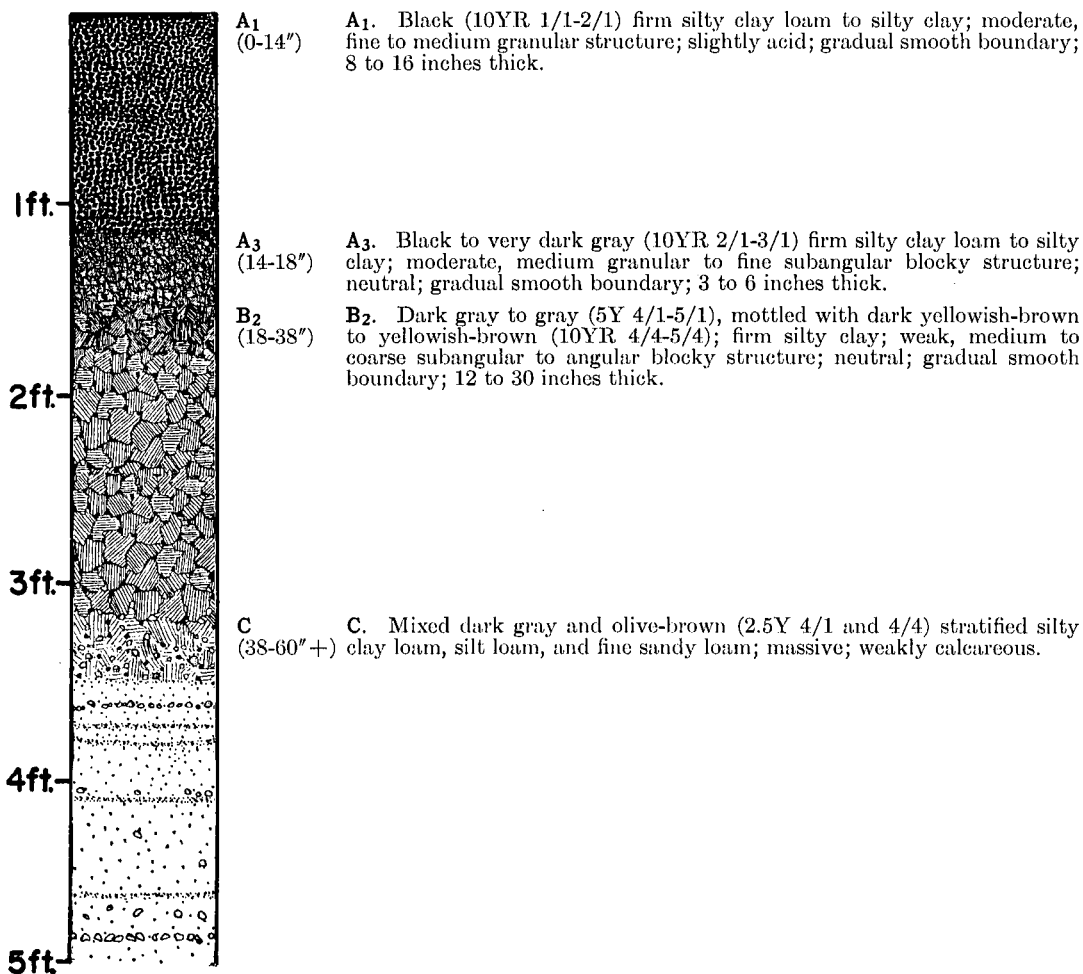 A1 A1. Black (10YR 1/1-2/1) firm silty clay loam to silty clay; moderate,
(0-14″) fine to medium granular structure; slightly acid; gradual smooth boundary;
8 to 16 inches thick.
1ft.
A3 A3. Black to very dark gray (10YR 2/1-3/1) firm silty clay loam to silty
(14-18″) clay; moderate, medium granular to fine subangular blocky structure;
neutral; gradual smooth boundary; 3 to 6 inches thick.
B2 B2. Dark gray to gray (5Y 4/1-5/1), mottled with dark yellowish-brown
(18-38″) to yellowish-brown (10YR 4/4-5/4); firm silty clay; weak, medium to
coarse subangular to angular blocky structure; neutral; gradual smooth
boundary; 12 to 30 inches thick.
2ft.
3ft.
C C. Mixed dark gray and olive-brown (2.5Y 4/1 and 4/4) stratified silty
(38-60″+) clay loam, silt loam, and fine sandy loam; massive; weakly calcareous.
4ft.
5ft.